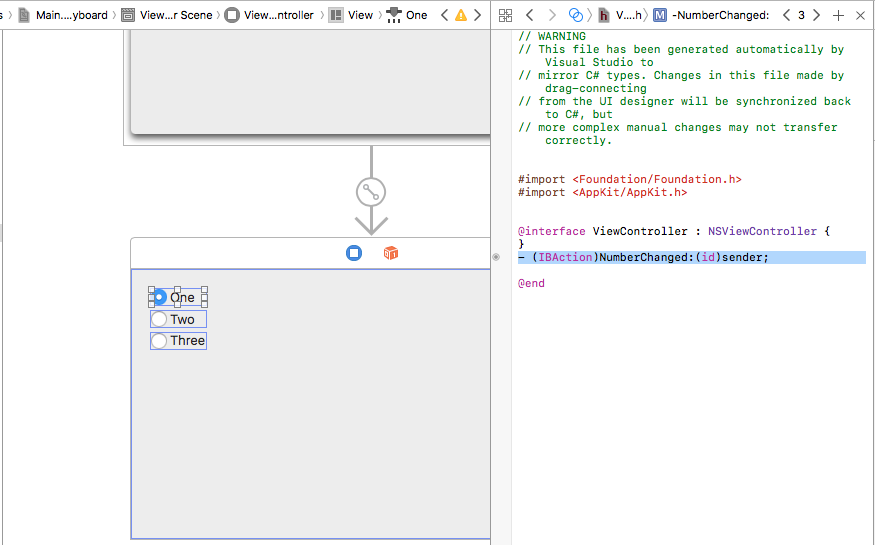 s Main....yboard View...r Scene View...ntroller View One
V....h) M -NumberChanged: 3
// WARNING
// This file has been generated automatically by
Visual Studio to
// mirror C# types. Changes in this file made by
drag-connecting
// from the UI designer will be synchronized back
to C#, but
// more complex manual changes may not transfer
correctly.
#import <Foundation/Foundation.h>
#import <AppKit/AppKit.h>
@interface ViewController : NSViewController {
}
- (IBAction)NumberChanged:(id)sender;
@end
One
Two
Three